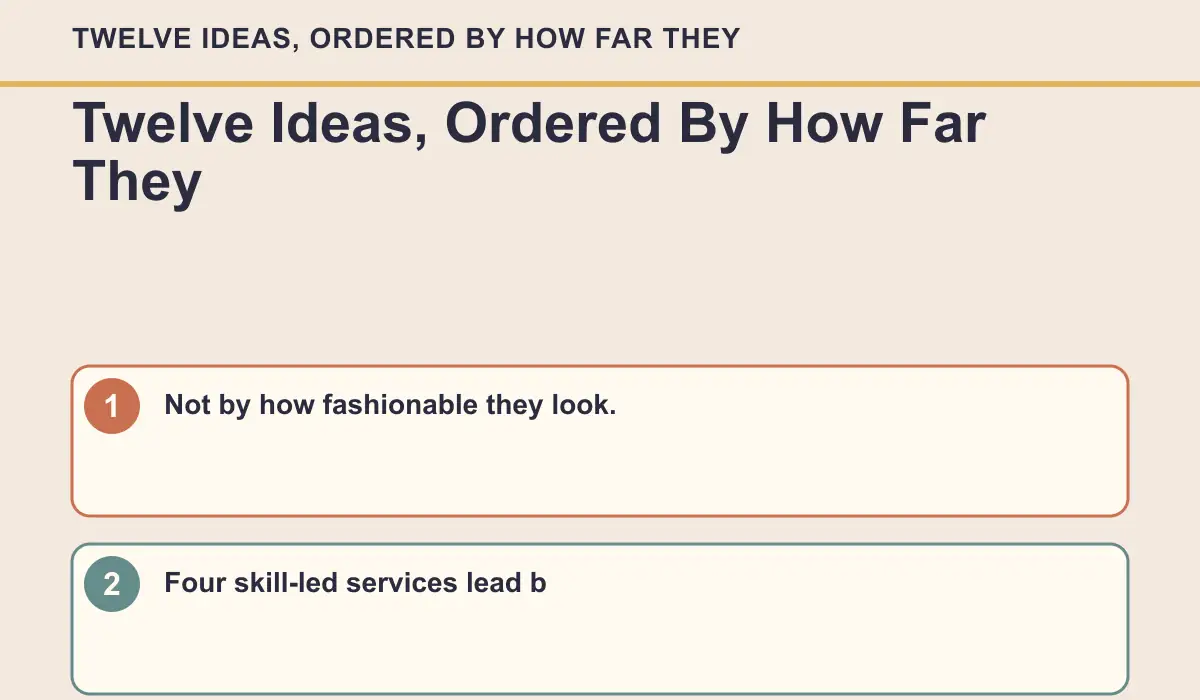 TWELVE IDEAS, ORDERED BY HOW FAR THEY
Twelve Ideas, Ordered By How Far
They
1 Not by how fashionable they look.
2 Four skill-led services lead b